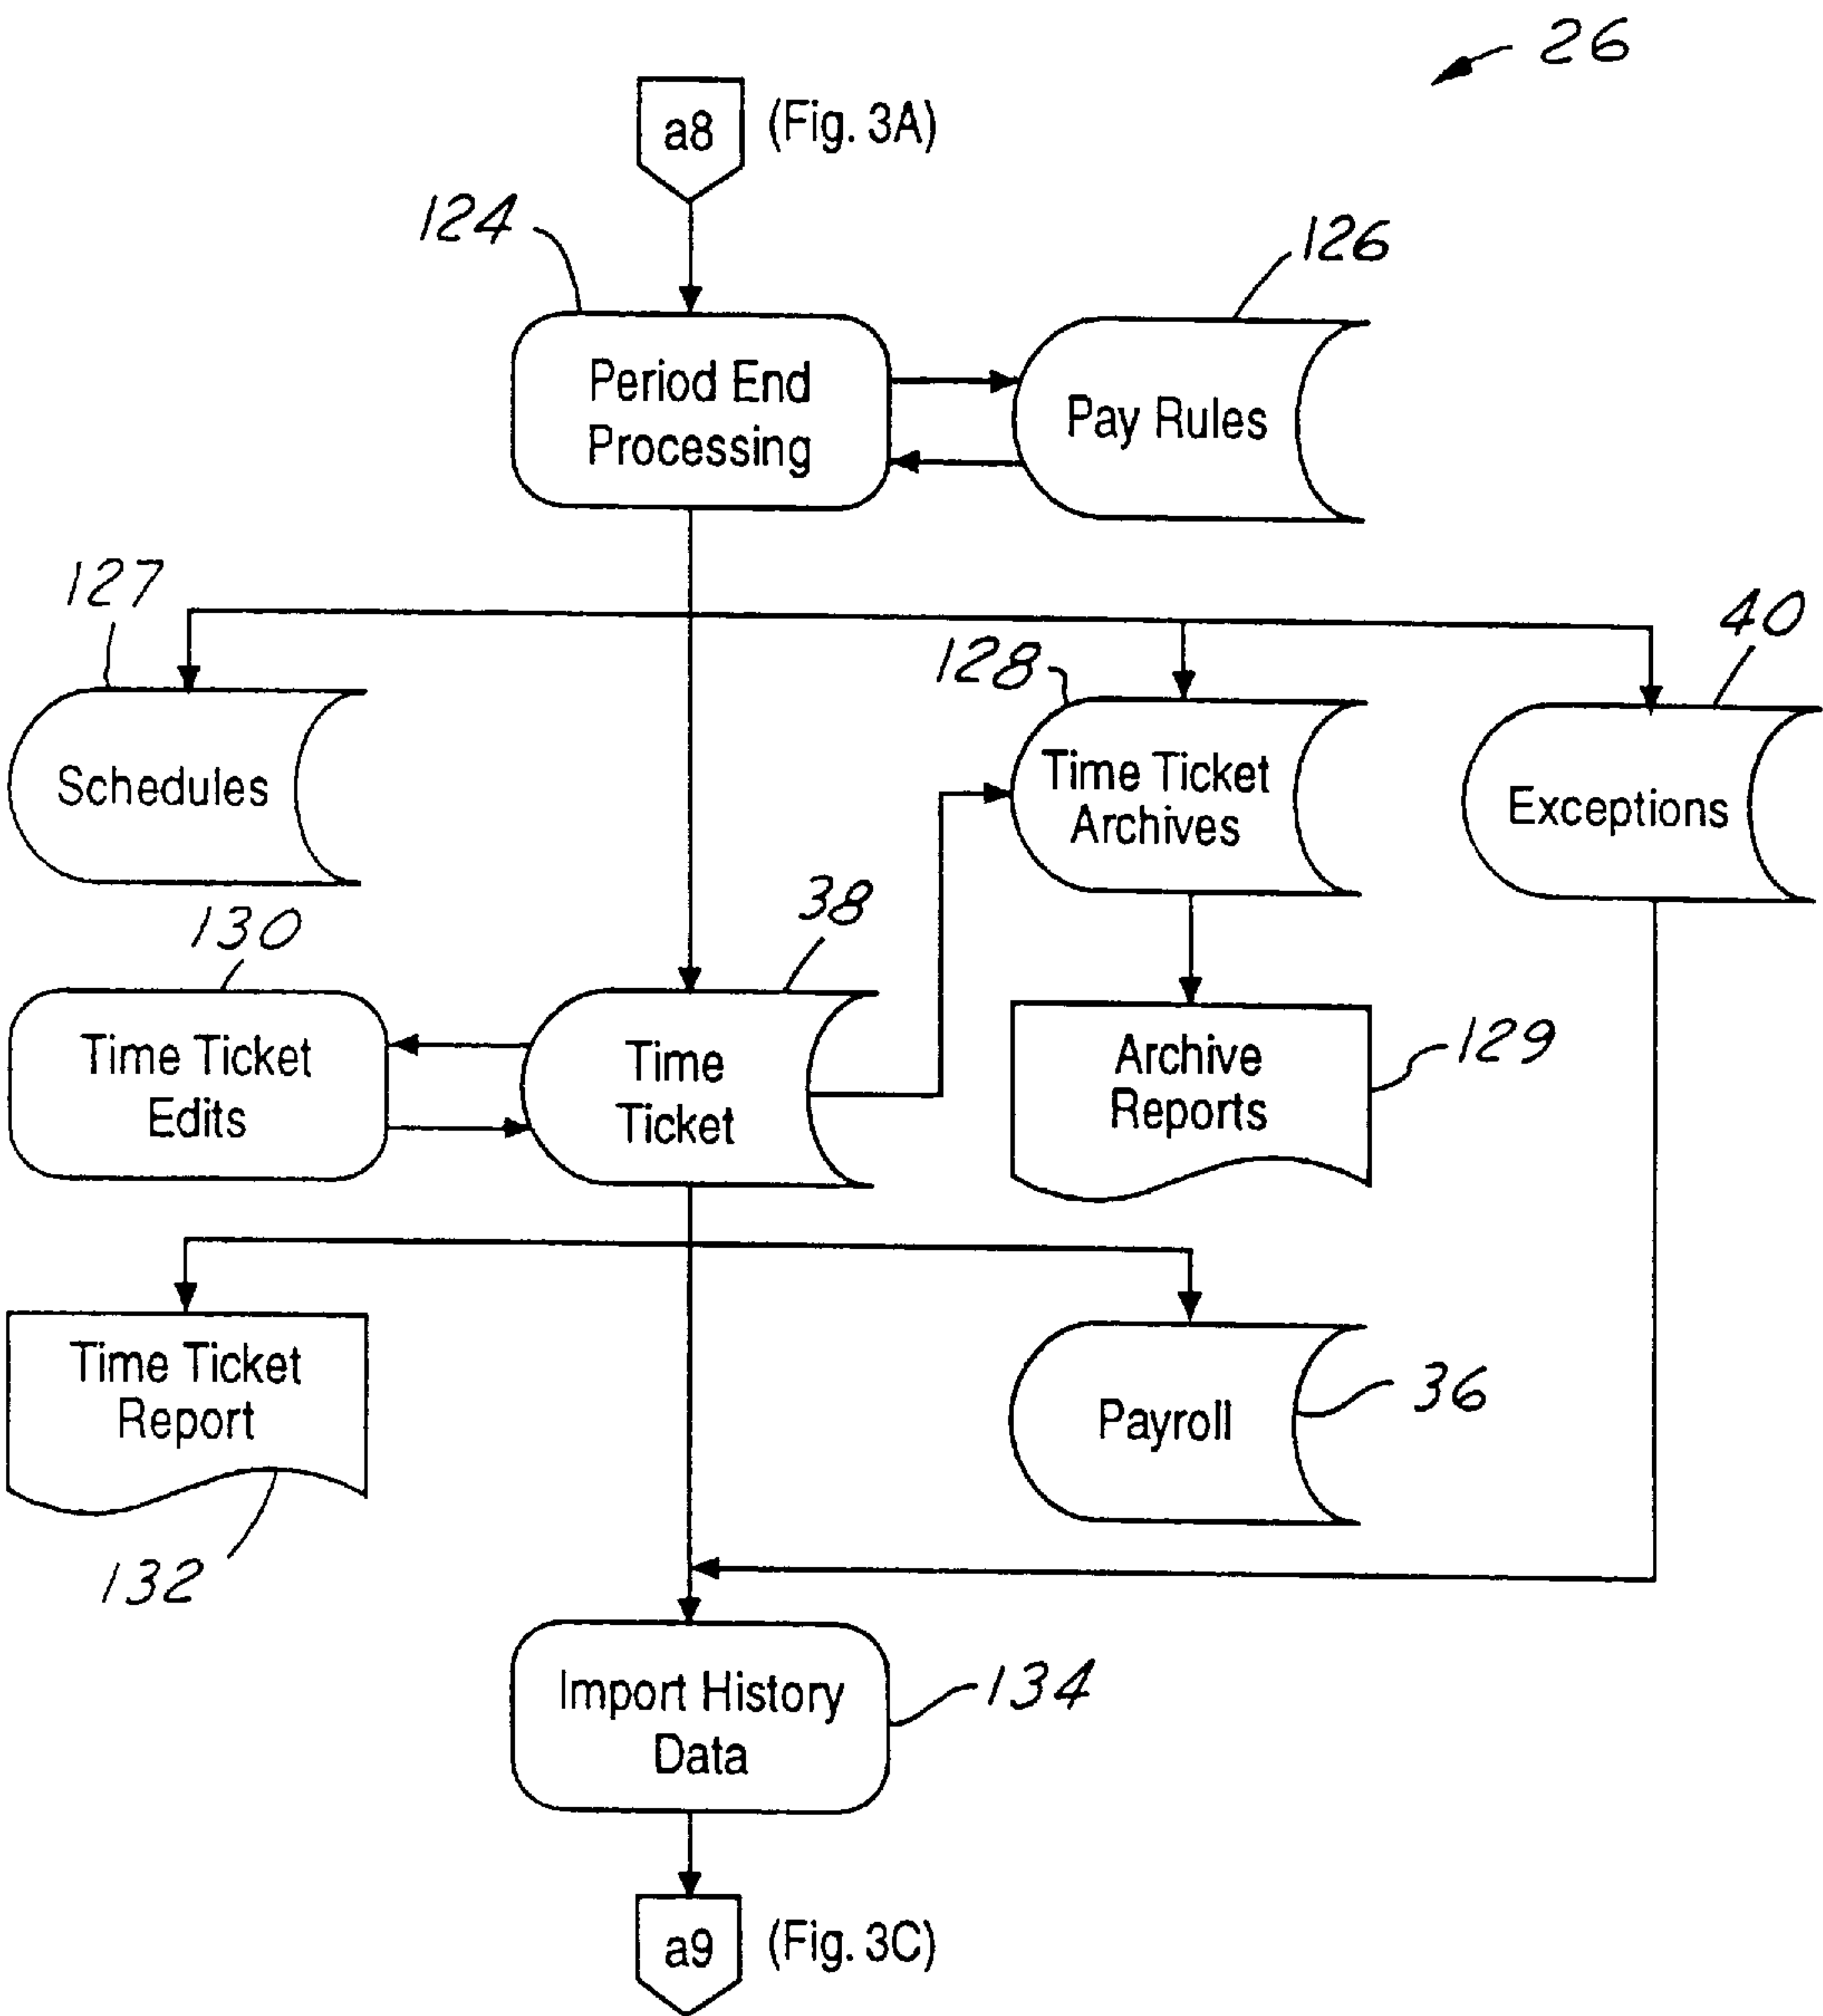 26
a8 (Fig. 3A)
124
126
Period End
Processing
Pay Rules
127
40
128
Schedules
Time Ticket
Archives
Exceptions
130
38
Time Ticket
Edits
Time
Ticket
Archive
Reports
129
Time Ticket
Report
Payroll
36
132
Import History
Data
134
a9 (Fig. 3C)